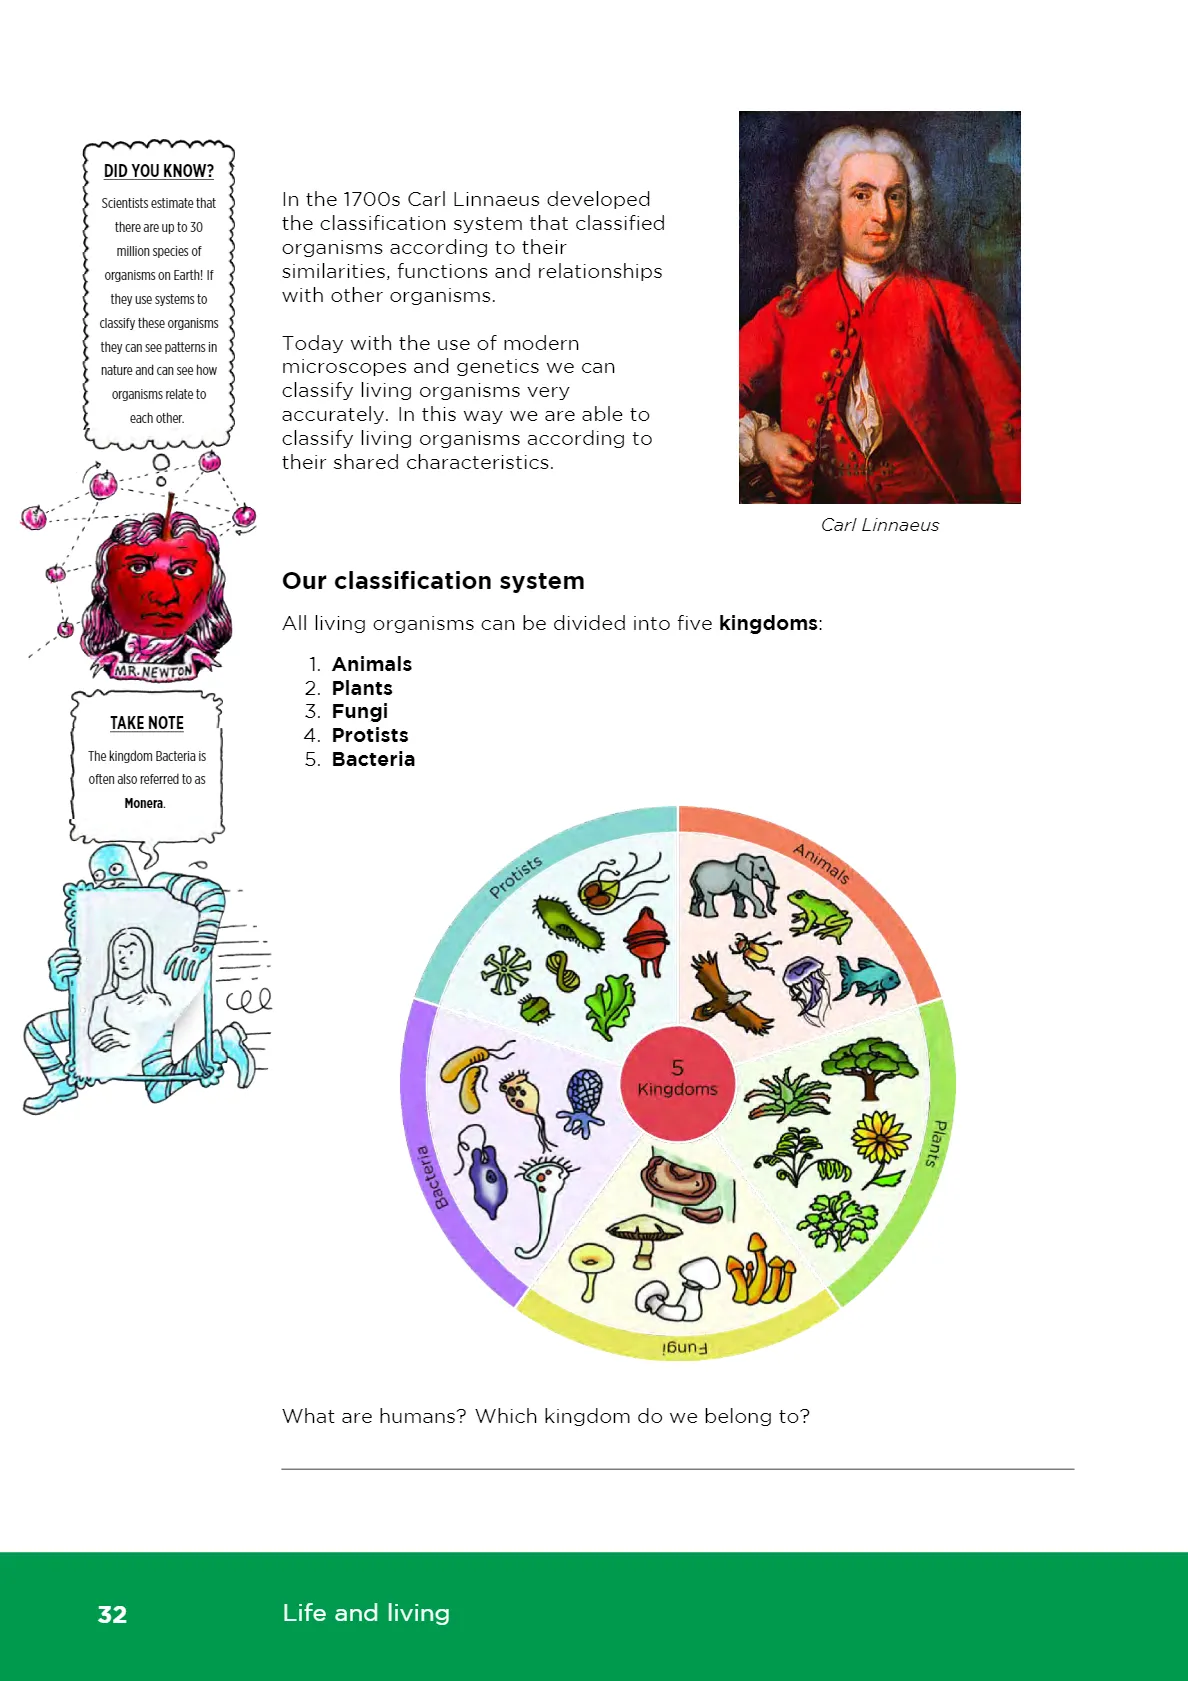 DID YOU KNOW?
Scientists estimate that
there are up to 30
million species of
organisms on Earth! If
they use systems to
classify these organisms
they can see patterns in
nature and can see how
organisms relate to
each other.
MR. NEWTON
TAKE NOTE
The kingdom Bacteria is
often also referred to as
Monera.
In the 1700s Carl Linnaeus developed
the classification system that classified
organisms according to their
similarities, functions and relationships
with other organisms.
Today with the use of modern
microscopes and genetics we can
classify living organisms very
accurately. In this way we are able to
classify living organisms according to
their shared characteristics.
Carl Linnaeus
Our classification system
All living organisms can be divided into five kingdoms:
1. Animals
2. Plants
3. Fungi
4. Protists
5. Bacteria
Protists
Animals
5
Kingdoms
Plants
Bacteria
Fungi
What are humans? Which kingdom do we belong to?
32
Life and living